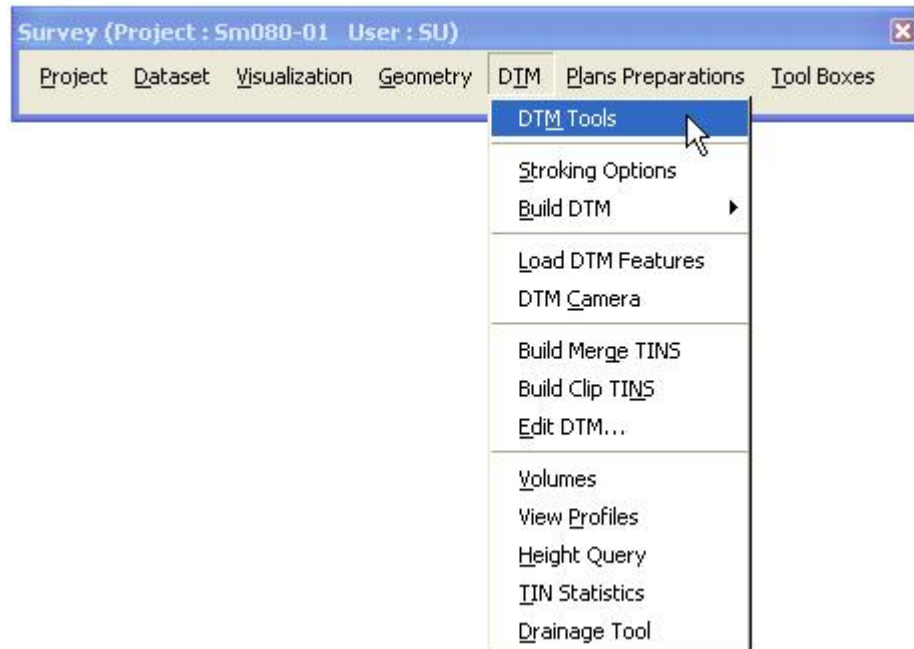 Survey (Project : Sm080-01 User : SU)
Project Dataset Visualization Geometry DTM Plans Preparations Tool Boxes
DTM Tools
Stroking Options
Build DTM
Load DTM Features
DTM Camera
Build Merge TINS
Build Clip TINS
Edit DTM...
Volumes
View Profiles
Height Query
TIN Statistics
Drainage Tool